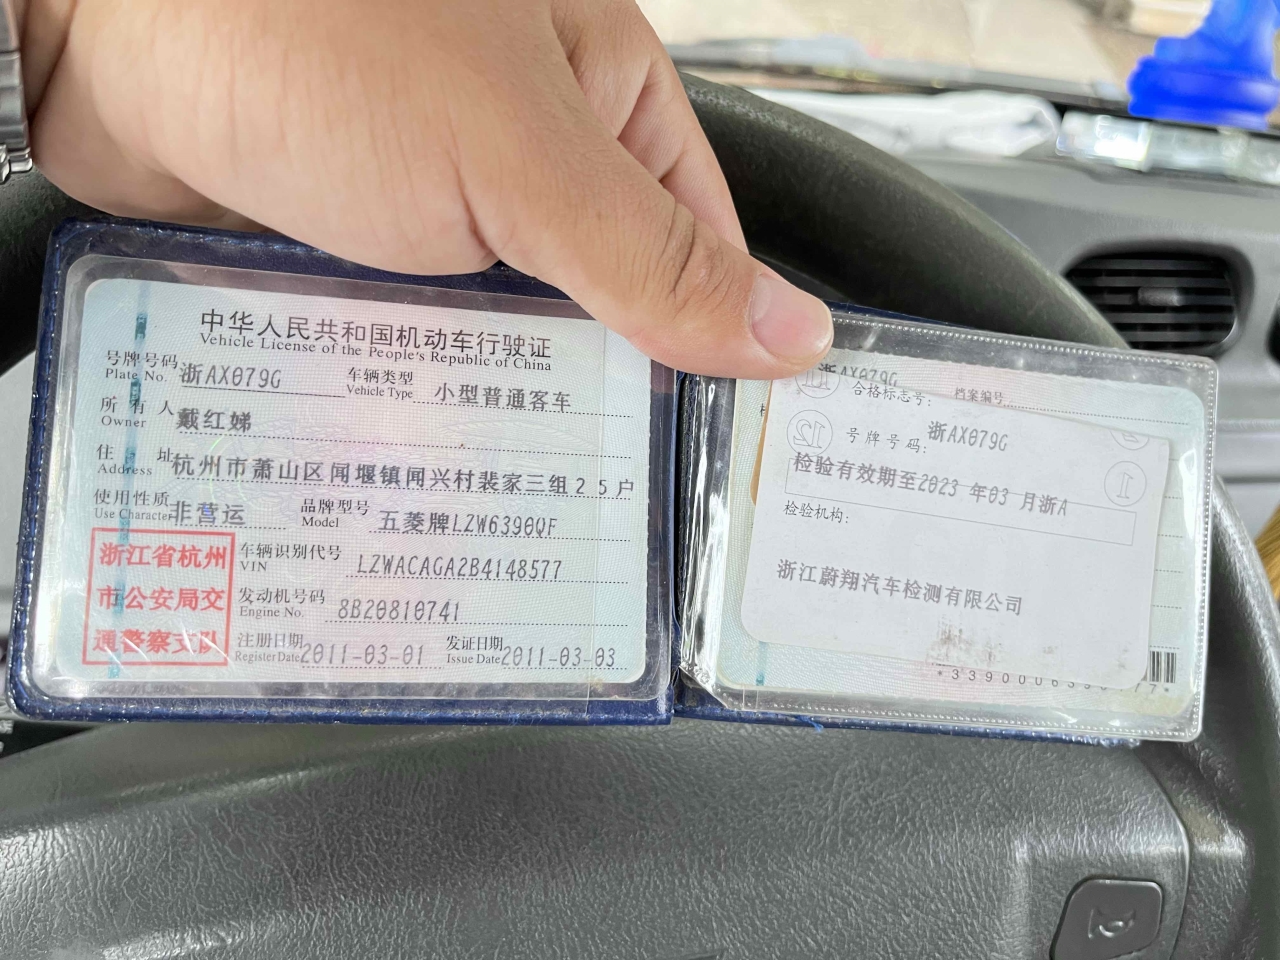 中华人民共和国机动车行驶证
Vehicle License of the People's Republic of China
号牌号码 浙AX079G 车辆类型 小型普通客车
Plate No. Vehicle Type
所有人 戴红娣
Owner
住址 杭州市萧山区闻堰镇闻兴村裴家三组25户
Address
使用性质 非营运 品牌型号 五菱牌LZW6390QF
Use Character Model
浙江省杭州
市公安局交
通警察支队
车辆识别代号 LZWACAGA2B4148577
VIN
发动机号码 8B20810741
Engine No.
注册日期 2011-03-01 发证日期 2011-03-03
Register Date Issue Date
浙AX079G 档案编号
11 合格标志号:
12 号牌号码: 浙AX079G
1
检验有效期至2023 年03 月浙A
检验机构:
浙江蔚翔汽车检测有限公司